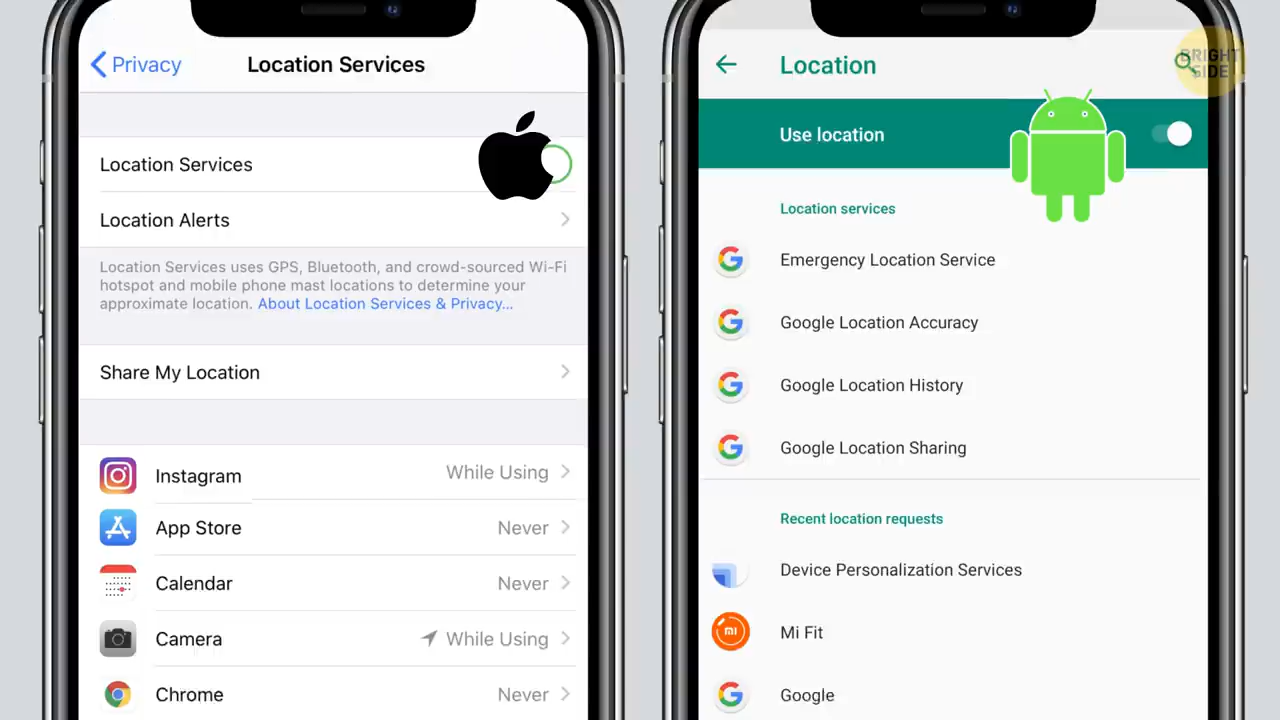 Privacy
Location Services
Location Services
Location Alerts
Location Services uses GPS, Bluetooth, and crowd-sourced Wi-Fi
hotspot and mobile phone mast locations to determine your
approximate location. About Location Services & Privacy...
Share My Location
Instagram While Using
App Store Never
Calendar Never
Camera While Using
Chrome Never
Location
BRIGHT
SIDE
Use location
Location services
Emergency Location Service
Google Location Accuracy
Google Location History
Google Location Sharing
Recent location requests
Device Personalization Services
mi
Mi Fit
Google